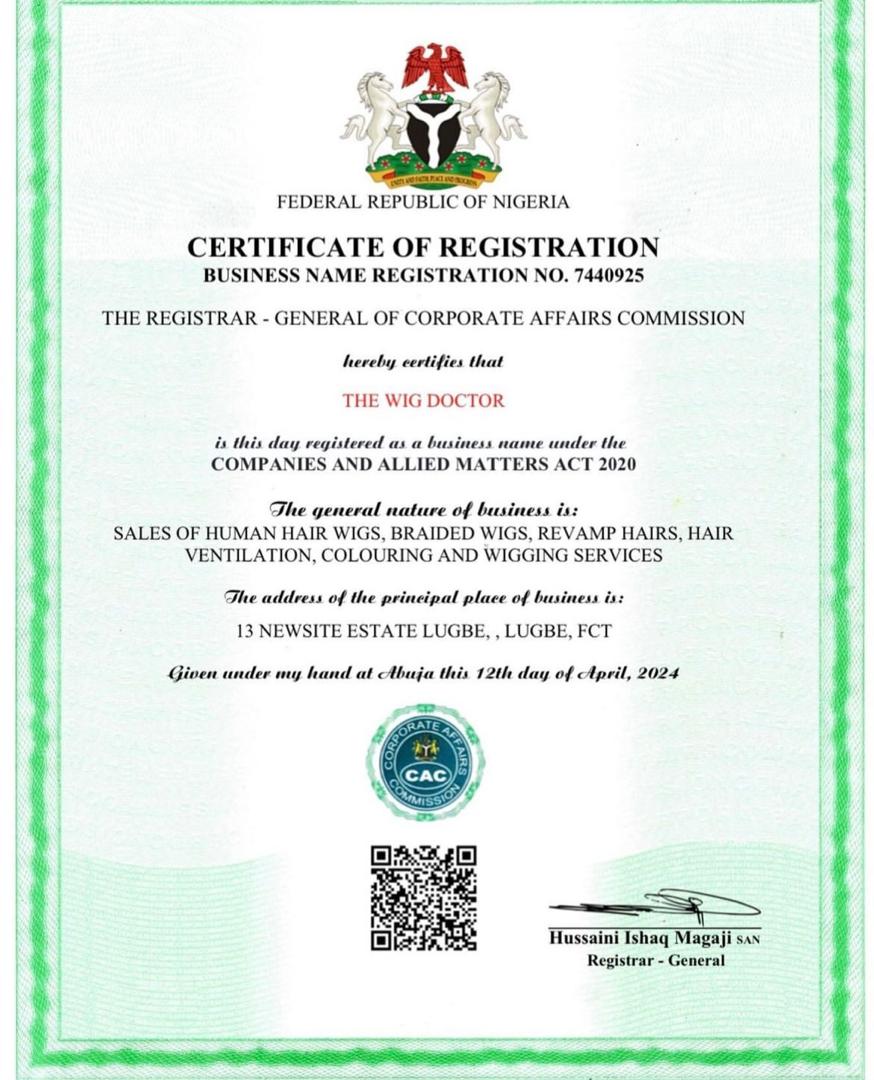 UNITY AND FAITH, PEACE AND PROGRESS
FEDERAL REPUBLIC OF NIGERIA
CERTIFICATE OF REGISTRATION
BUSINESS NAME REGISTRATION NO. 7440925
THE REGISTRAR - GENERAL OF CORPORATE AFFAIRS COMMISSION
hereby certifies that
THE WIG DOCTOR
is this day registered as a business name under the
COMPANIES AND ALLIED MATTERS ACT 2020
The general nature of business is:
SALES OF HUMAN HAIR WIGS, BRAIDED WIGS, REVAMP HAIRS, HAIR
VENTILATION, COLOURING AND WIGGING SERVICES
The address of the principal place of business is:
13 NEWSITE ESTATE LUGBE, , LUGBE, FCT
Given under my hand at Abuja this 12th day of April, 2024
CORPORATE AFFAIRS
CAC
COMMISSION
Hussaini Ishaq Magaji SAN
Registrar - General